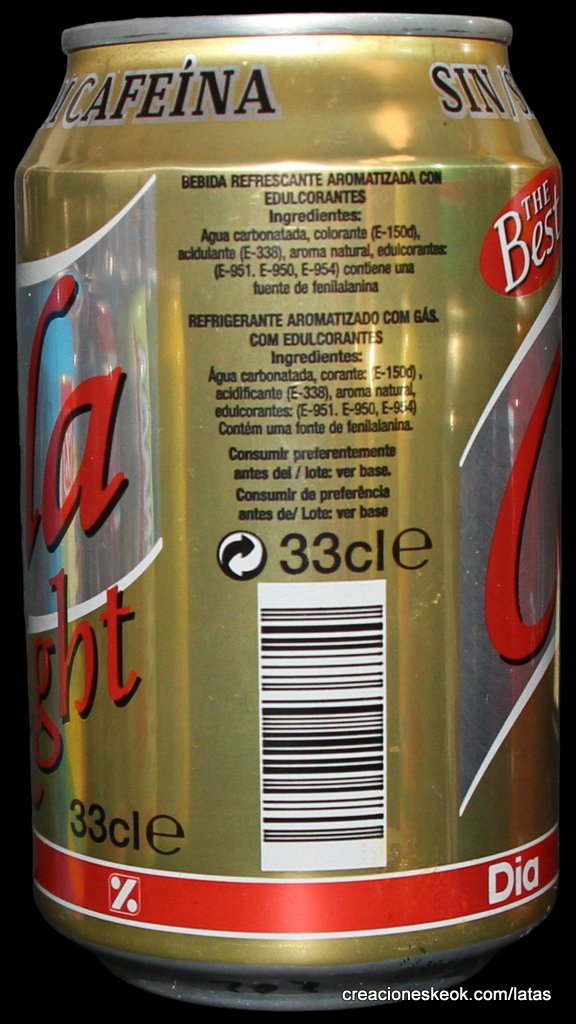 CAFEÍNA
SIN /
BEBIDA REFRESCANTE AROMATIZADA CON
EDULCORANTES
Ingredientes:
Agua carbonatada, colorante (E-150d),
acidulante (E-338), aroma natural, edulcorantes:
(E-951. E-950, E-954) contiene una
fuente de fenilalanina
THE
Best
REFRIGERANTE AROMATIZADO COM GÁS.
COM EDULCORANTES
Ingredientes:
Água carbonatada, corante: (E-150d) ,
acidificante (E-338), aroma natural,
edulcorantes: (E-951. E-950, E-954)
Contém uma fonte de fenilalanina.
Consumir preferentemente
antes del / lote: ver base.
Consumir de preferência
antes de/ Lote: ver base
33cl e
la
ght
33cl e
%
Dia
creacioneskeok.com/latas